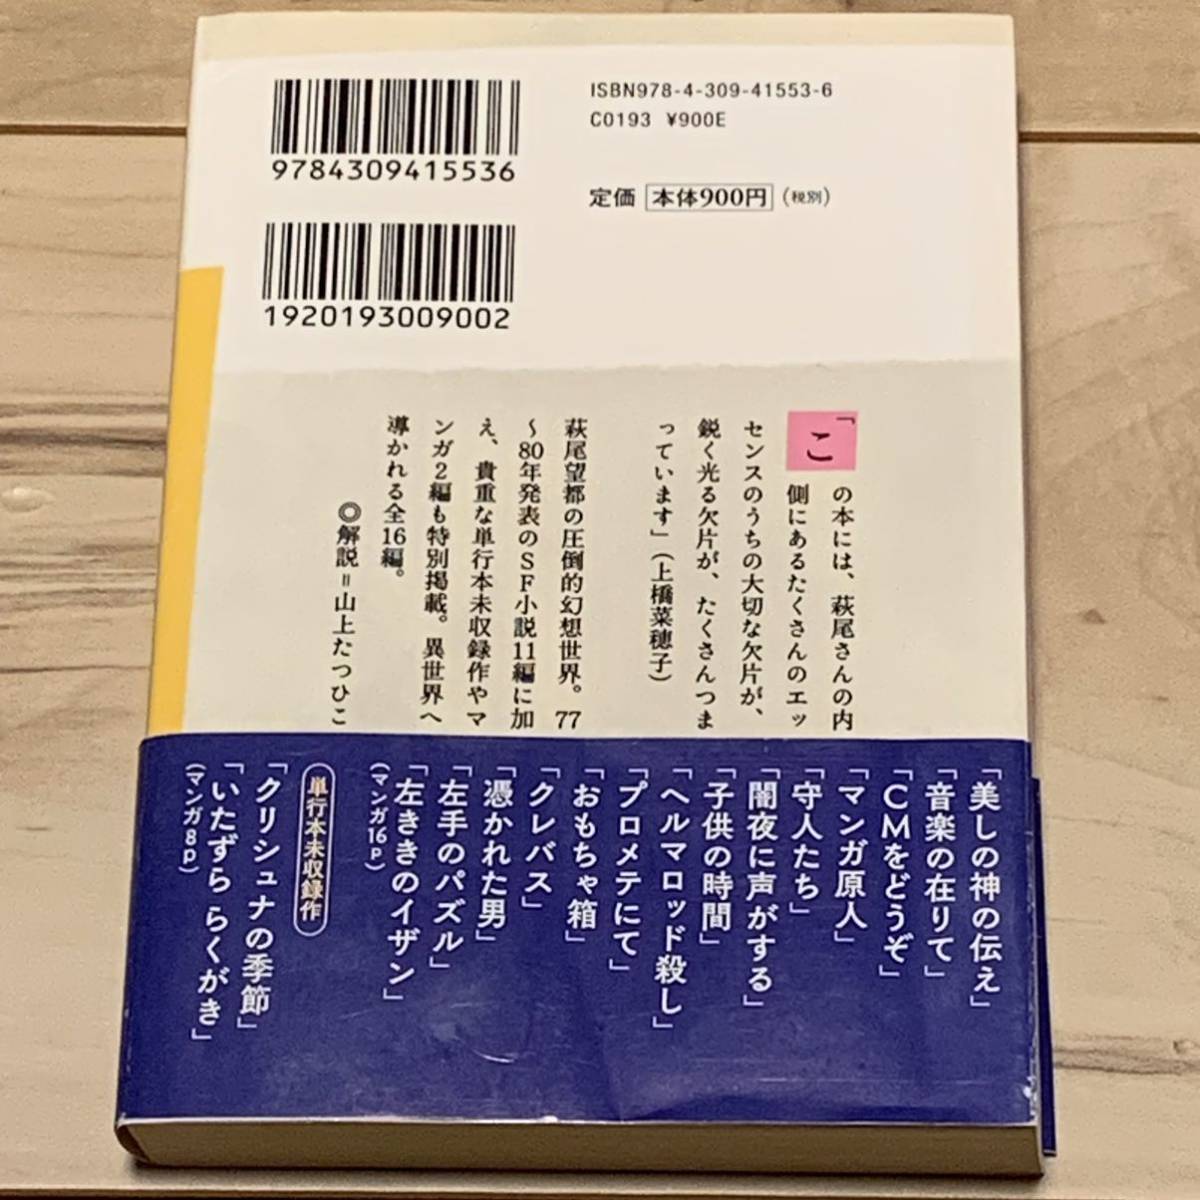 9784309415536
ISBN978-4-309-41553-6
C0193 ¥900E
定価 本体900円(税別)
1920193009002
「こ
の本には、萩尾さんの内
側にあるたくさんのエッ
センスのうちの大切な欠片が、
鋭く光る欠片が、たくさんつま
っています」(上橋菜穂子)
萩尾望都の圧倒的幻想世界。77
~80年発表のSF小説11編に加
え、貴重な単行本未収録作やマ
ンガ2編も特別掲載。異世界へ
導かれる全16編。
◎解説=山上たつひこ
「美しの神の伝え」
「音楽の在りて」
「CMをどうぞ」
「マンガ原人」
「守人たち」
「闇夜に声がする」
「子供の時間」
「ヘルマロッド殺し」
「プロメテにて」
「おもちゃ箱」
「クレバス」
「憑かれた男」
「左手のパズル」
「左ききのイザン」
(マンガ16p)
単行本未収録作
「クリシュナの季節」
「いたずららくがき」
(マンガ8p)